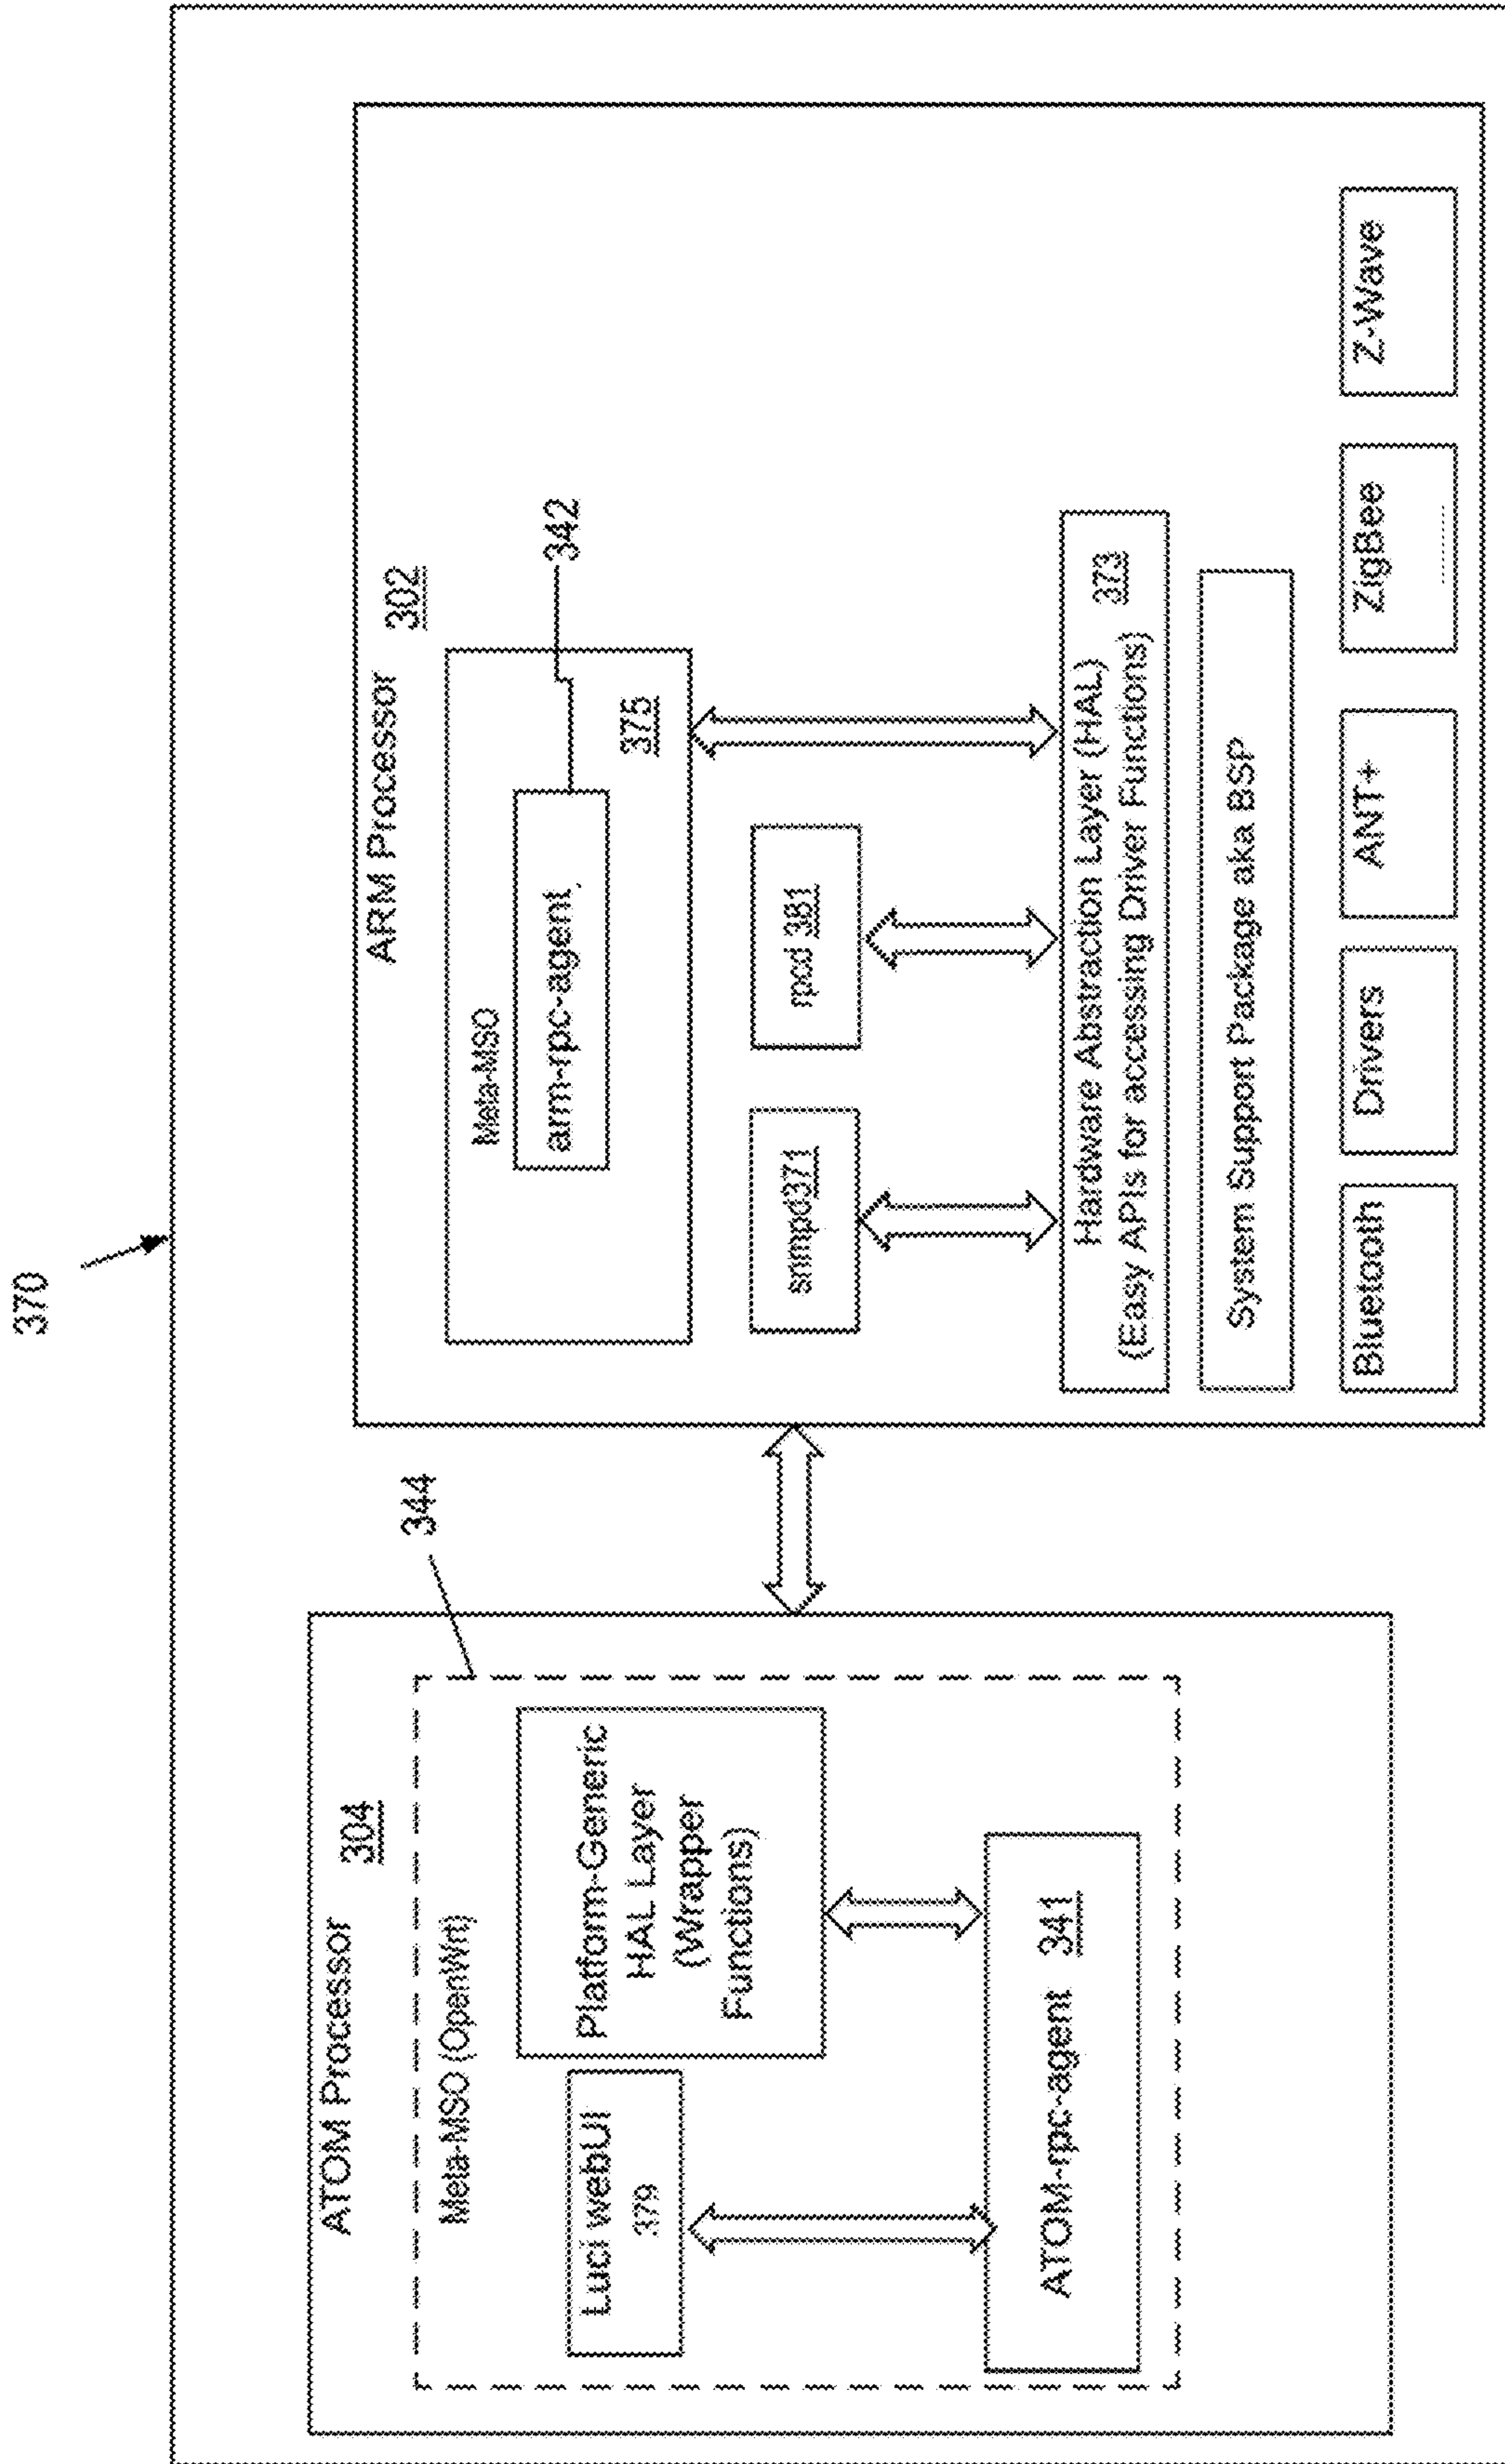 370
ATOM Processor
304
344
Meta-MSO (OpenWrt)
Luci webUI
379
Platform-Generic
HAL Layer
(Wrapper
Functions)
ATOM-rpc-agent 341
ARM Processor
302
342
Meta-MSO
arm-rpc-agent
375
snmpd371
rpcd 381
Hardware Abstraction Layer (HAL)
373
(Easy APIs for accessing Driver Functions)
System Support Package aka BSP
Bluetooth
Drivers
ANT+
ZigBee
Z-Wave